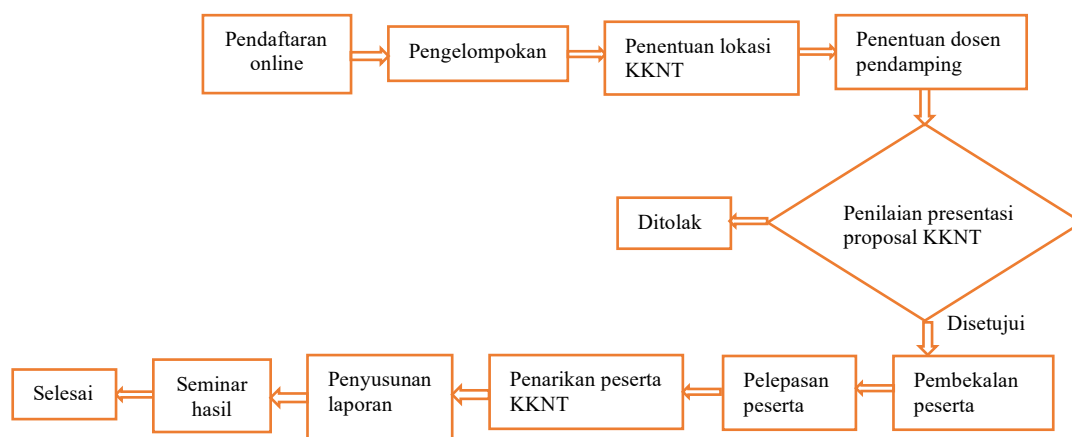 Pendaftaran
online
Pengelompokan
Penentuan lokasi
KKNT
Penentuan dosen
pendamping
Penilaian presentasi
proposal KKNT
Ditolak
Disetujui
Pembekalan
peserta
Pelepasan
peserta
Penarikan peserta
KKNT
Penyusunan
laporan
Seminar
hasil
Selesai